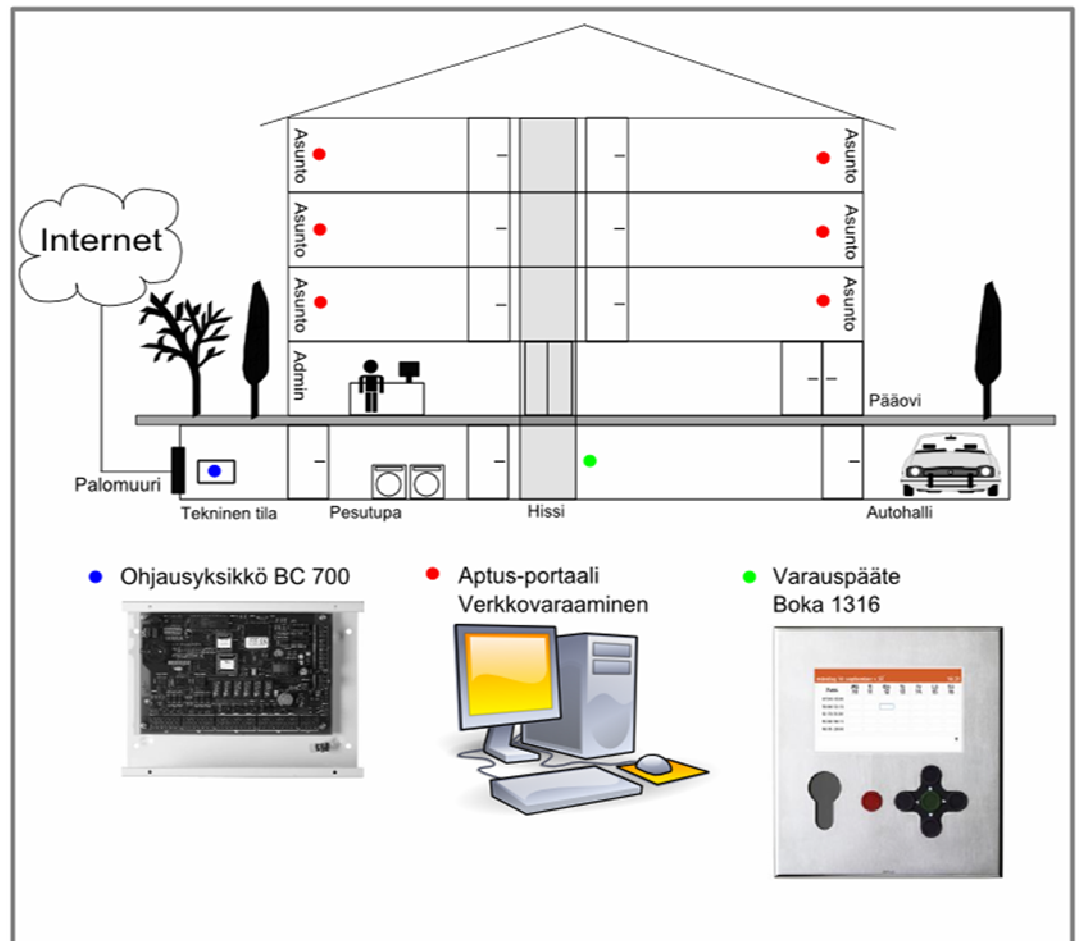 Asunto
Asunto
Internet
Asunto
Asunto
Asunto
Asunto
Admin
Pääovi
Palomuuri
Tekninen tila
Pesutupa
Hissi
Autohalli
Ohjausyksikkö BC 700
Aptus-portaali
Verkkovaraaminen
Varauspääte
Boka 1316